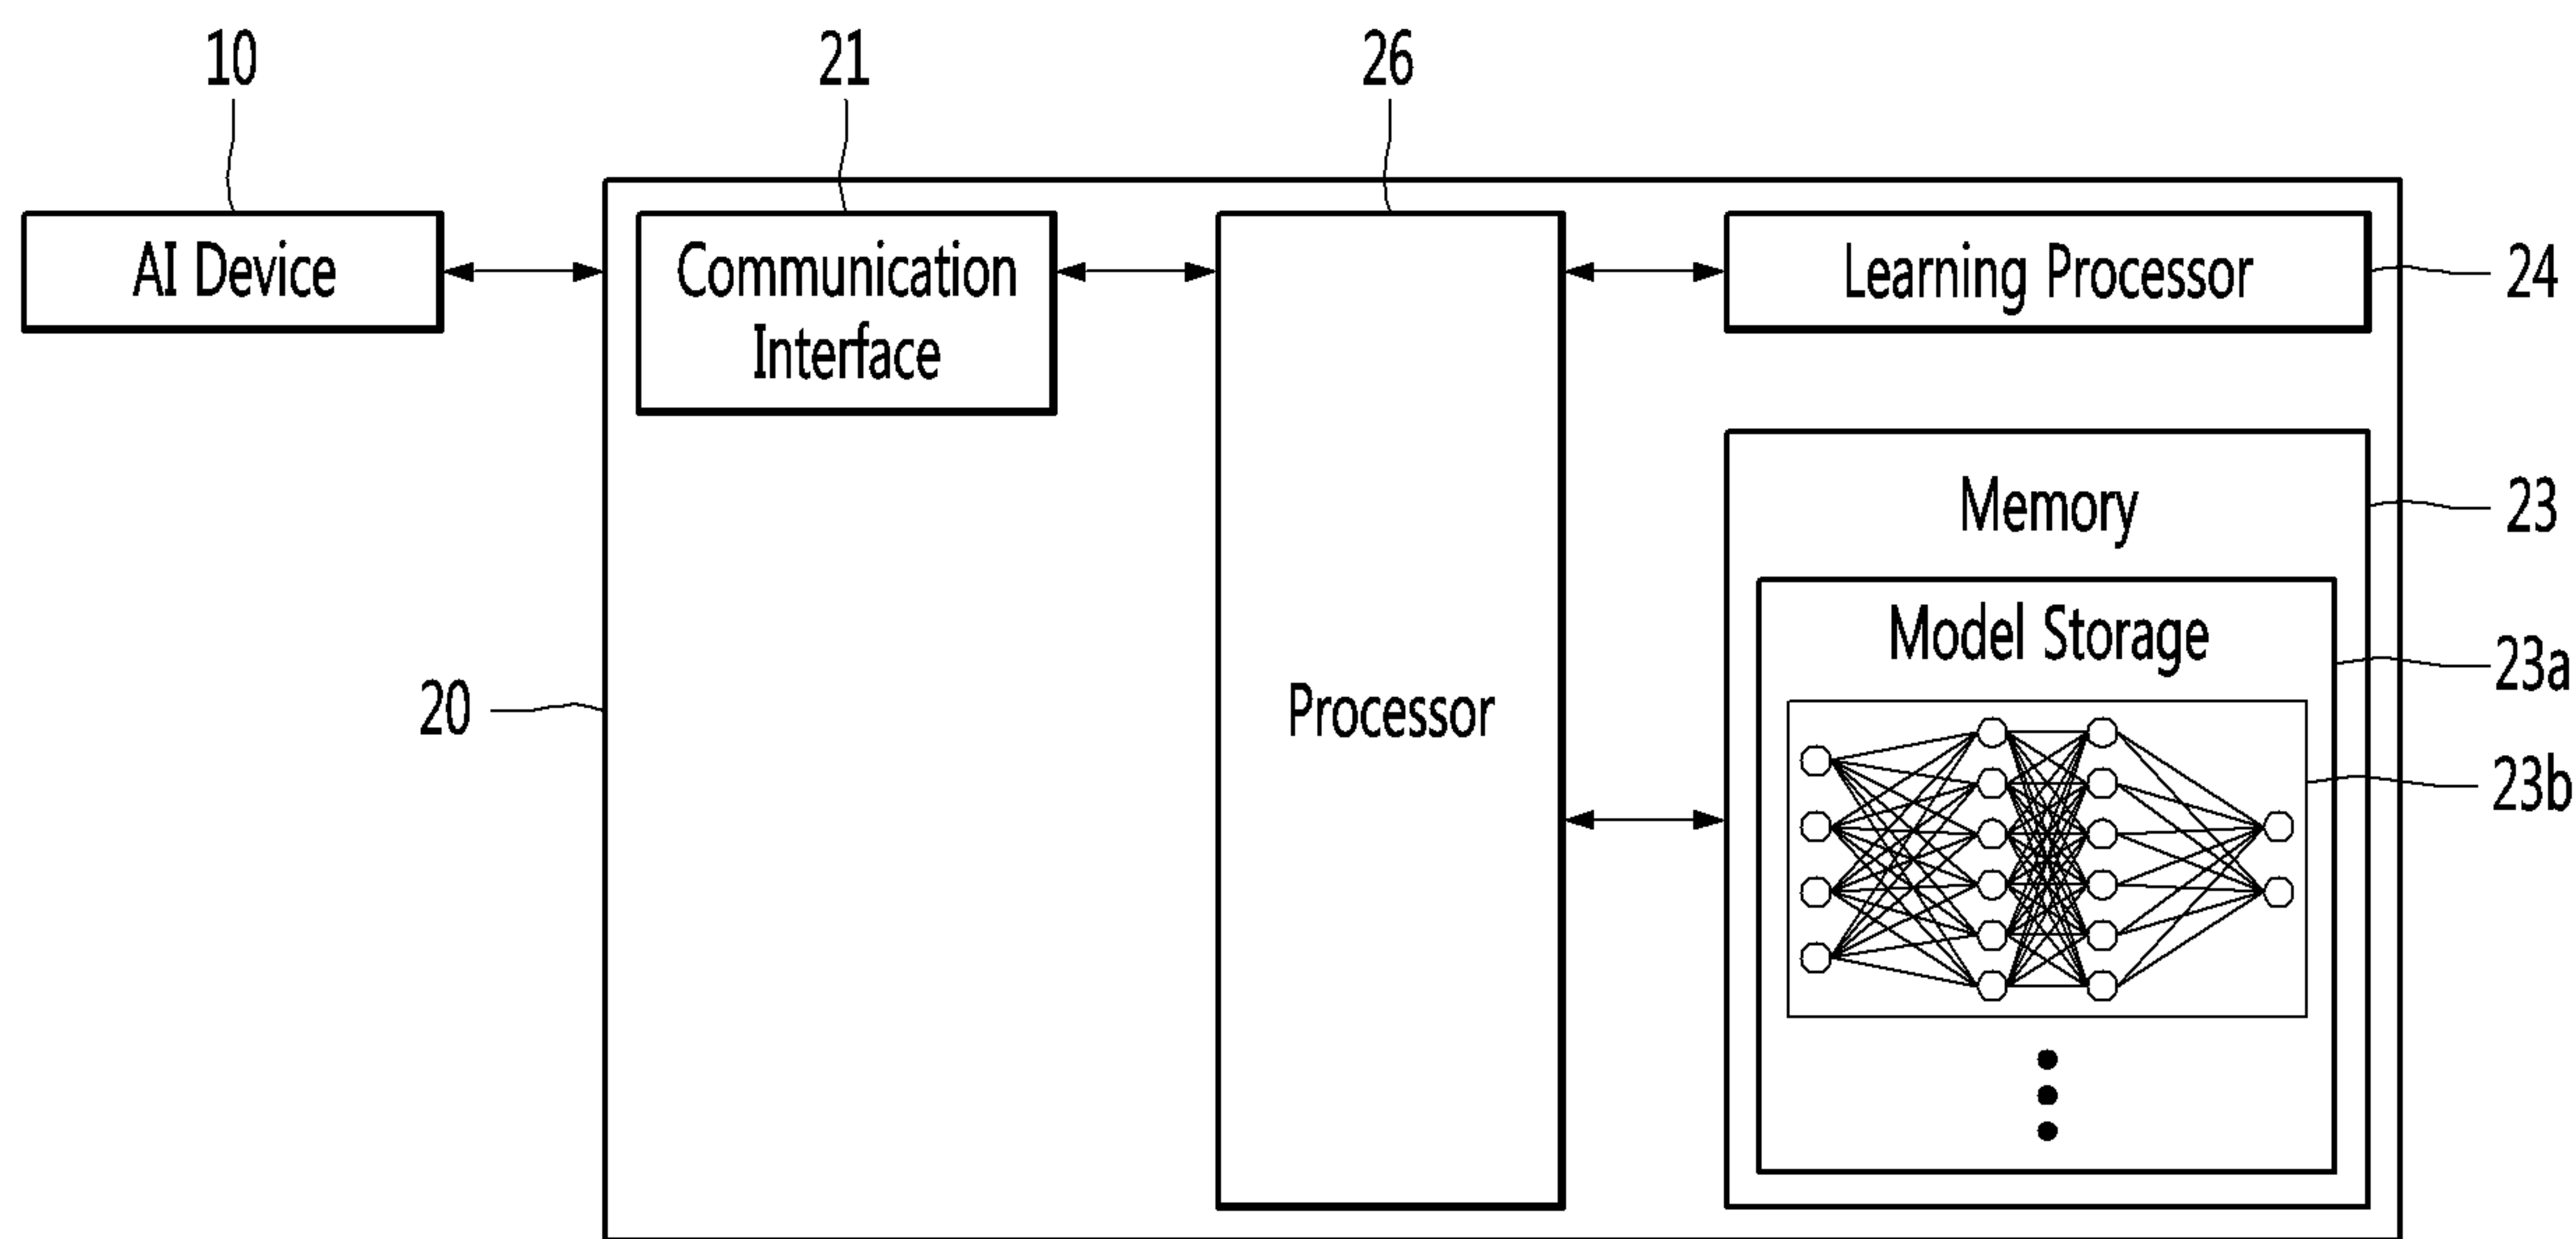 10
21
26
AI Device
Communication
Interface
Learning Processor
24
Memory
23
Model Storage
23a
20
Processor
23b